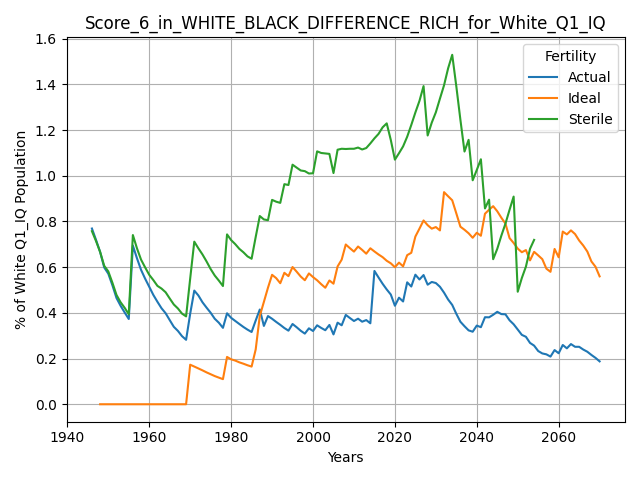 Score_6_in_WHITE_BLACK_DIFFERENCE_RICH_for_White_Q1_IQ
% of White Q1_IQ Population
1.6
1.4
1.2
1.0
0.8
0.6
0.4
0.2
0.0
Fertility
Actual
Ideal
Sterile
1940 1960 1980 2000 2020 2040 2060
Years